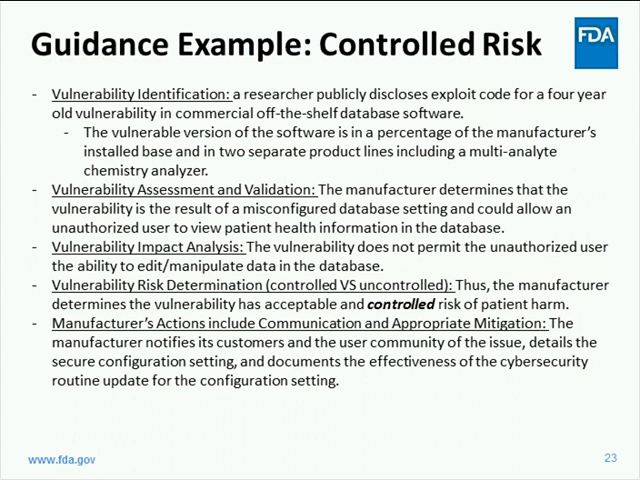 Guidance Example: Controlled Risk
FDA
- Vulnerability Identification: a researcher publicly discloses exploit code for a four year
old vulnerability in commercial off-the-shelf database software.
- The vulnerable version of the software is in a percentage of the manufacturer's
installed base and in two separate product lines including a multi-analyte
chemistry analyzer.
- Vulnerability Assessment and Validation: The manufacturer determines that the
vulnerability is the result of a misconfigured database setting and could allow an
unauthorized user to view patient health information in the database.
- Vulnerability Impact Analysis: The vulnerability does not permit the unauthorized user
the ability to edit/manipulate data in the database.
- Vulnerability Risk Determination (controlled VS uncontrolled): Thus, the manufacturer
determines the vulnerability has acceptable and controlled risk of patient harm.
- Manufacturer's Actions include Communication and Appropriate Mitigation: The
manufacturer notifies its customers and the user community of the issue, details the
secure configuration setting, and documents the effectiveness of the cybersecurity
routine update for the configuration setting.
www.fda.gov
23